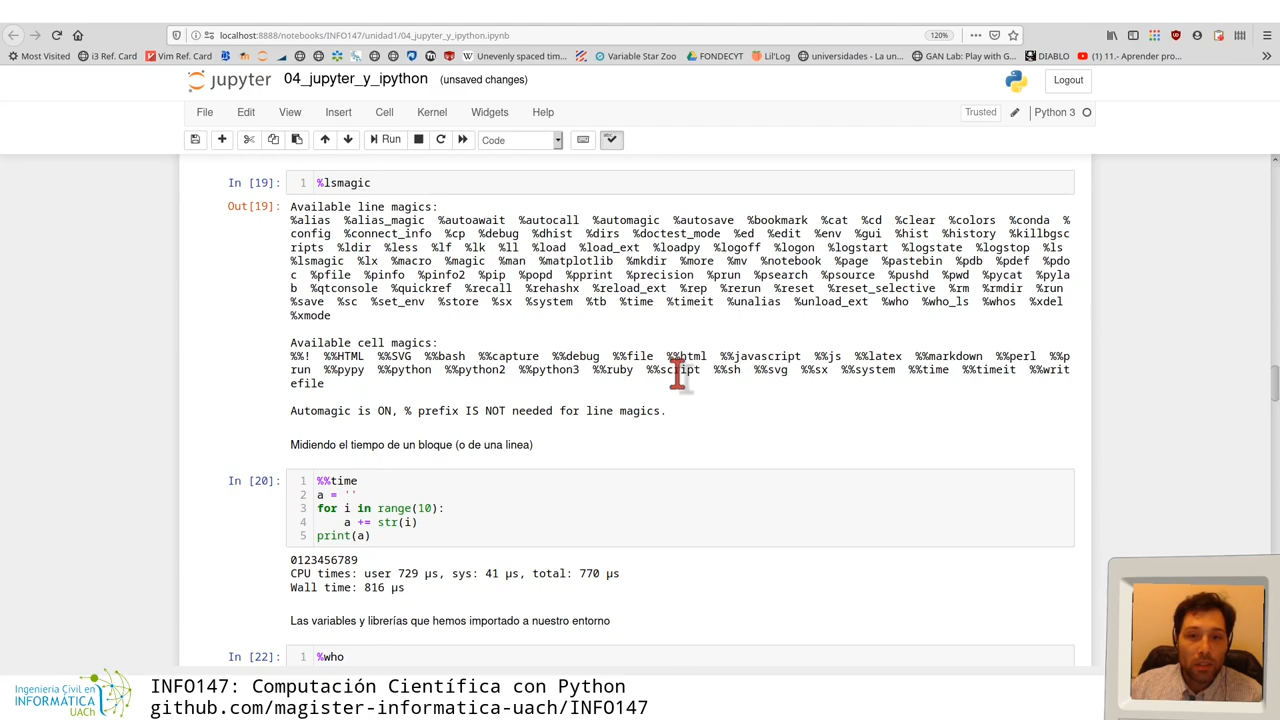 localhost:8888/notebooks/INFO147/unidad1/04_jupyter_y_ipython.ipynb
120%
Most Visited i3 Ref. Card Vim Ref. Card Unevenly spaced tim... Variable Star Zoo FONDECYT Lil'Log universidades - La un... GAN Lab: Play with G... DIABLO (1) 11.- Aprender pro...
jupyter 04_jupyter_y_ipython (unsaved changes)
Logout
File Edit View Insert Cell Kernel Widgets Help
Trusted Python 3
Run Code
In [19]: 1 %lsmagic
Out[19]: Available line magics:
%alias %alias_magic %autoawait %autocall %automagic %autosave %bookmark %cat %cd %clear %colors %conda %
config %connect_info %cp %debug %dhist %dirs %doctest_mode %ed %edit %env %gui %hist %history %killbgsc
ripts %ldir %less %lf %lk %ll %load %load_ext %loadpy %logoff %logon %logstart %logstate %logstop %ls
%lsmagic %lx %macro %magic %man %matplotlib %mkdir %more %mv %notebook %page %pastebin %pdb %pdef %pdo
c %pfile %pinfo %pinfo2 %pip %popd %pprint %precision %prun %psearch %psource %pushd %pwd %pycat %pyla
b %qtconsole %quickref %recall %rehashx %reload_ext %rep %rerun %reset %reset_selective %rm %rmdir %run
%save %sc %set_env %store %sx %system %tb %time %timeit %unalias %unload_ext %who %who_ls %whos %xdel
%xmode
Available cell magics:
%%! %%HTML %%SVG %%bash %%capture %%debug %%file %%html %%javascript %%js %%latex %%markdown %%perl %%p
run %%pypy %%python %%python2 %%python3 %%ruby %%script %%sh %%svg %%sx %%system %%time %%timeit %%writ
efile
Automagic is ON, % prefix IS NOT needed for line magics.
Midiendo el tiempo de un bloque (o de una linea)
In [20]: 1 %%time
2 a = ''
3 for i in range(10):
4 a += str(i)
5 print(a)
0123456789
CPU times: user 729 µs, sys: 41 µs, total: 770 µs
Wall time: 816 µs
Las variables y librerías que hemos importado a nuestro entorno
In [22]: 1 %who
Ingeniería Civil en
INFORMÁTICA
UACh
INFO147: Computación Científica con Python
github.com/magister-informatica-uach/INFO147